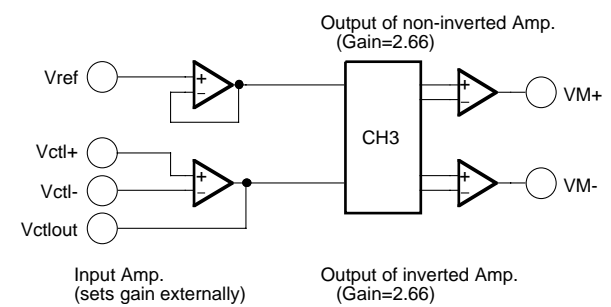 Output of non-inverted Amp.
(Gain=2.66)
Vref
+
−
+
−
VM+
CH3
Vctl+
Vctl-
+
−
+
−
VM-
Vctlout
Input Amp.
(sets gain externally)
Output of inverted Amp.
(Gain=2.66)